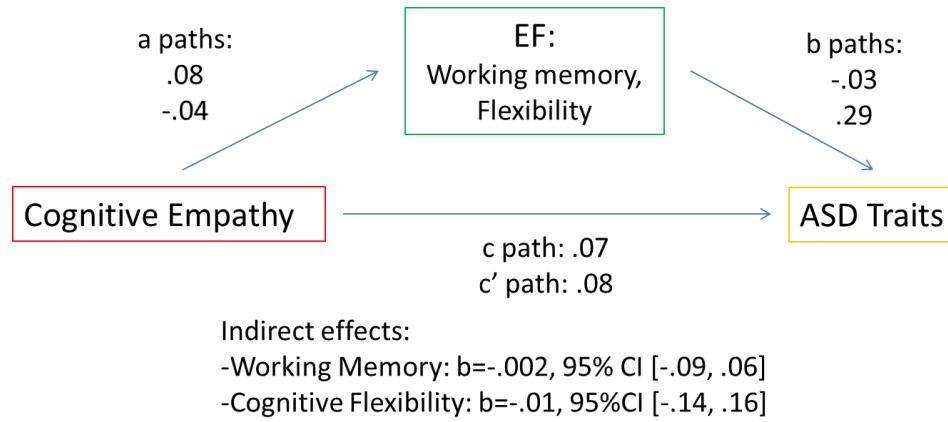 a paths:
.08
-.04
EF:
Working memory,
Flexibility
b paths:
-.03
.29
Cognitive Empathy
ASD Traits
c path: .07
c’ path: .08
Indirect effects:
-Working Memory: b=-.002, 95% CI [-.09, .06]
-Cognitive Flexibility: b=-.01, 95%CI [-.14, .16]